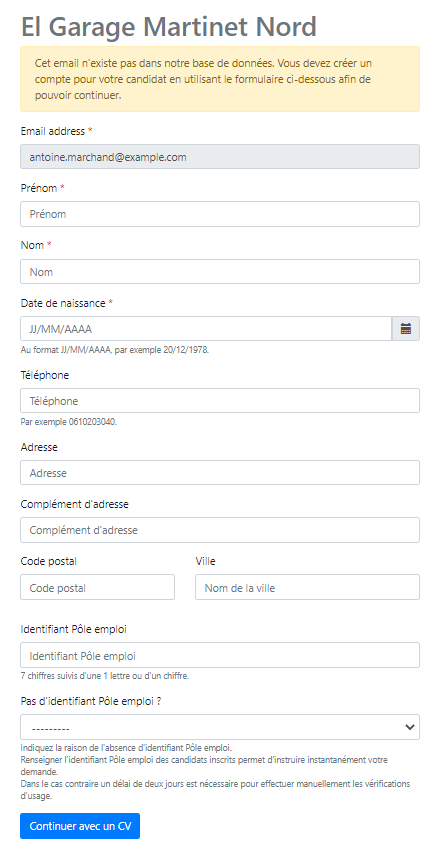 El Garage Martinet Nord
Cet email n'existe pas dans notre base de données. Vous devez créer un
compte pour votre candidat en utilisant le formulaire ci-dessous afin de
pouvoir continuer.
Email address *
antoine.marchand@example.com
Prénom *
Prénom
Nom *
Nom
Date de naissance *
JJ/MM/AAAA
Au format JJ/MM/AAAA, par exemple 20/12/1978.
Téléphone
Téléphone
Par exemple 0610203040.
Adresse
Adresse
Complément d'adresse
Complément d'adresse
Code postal Ville
Code postal Nom de la ville
Identifiant Pôle emploi
Identifiant Pôle emploi
7 chiffres suivis d'une 1 lettre ou d'un chiffre.
Pas d'identifiant Pôle emploi ?
---------
Indiquez la raison de l'absence d'identifiant Pôle emploi.
Renseigner l'identifiant Pôle emploi des candidats inscrits permet d'instruire instantanément votre
demande.
Dans le cas contraire un délai de deux jours est nécessaire pour effectuer manuellement les vérifications
d'usage.
Continuer avec un CV